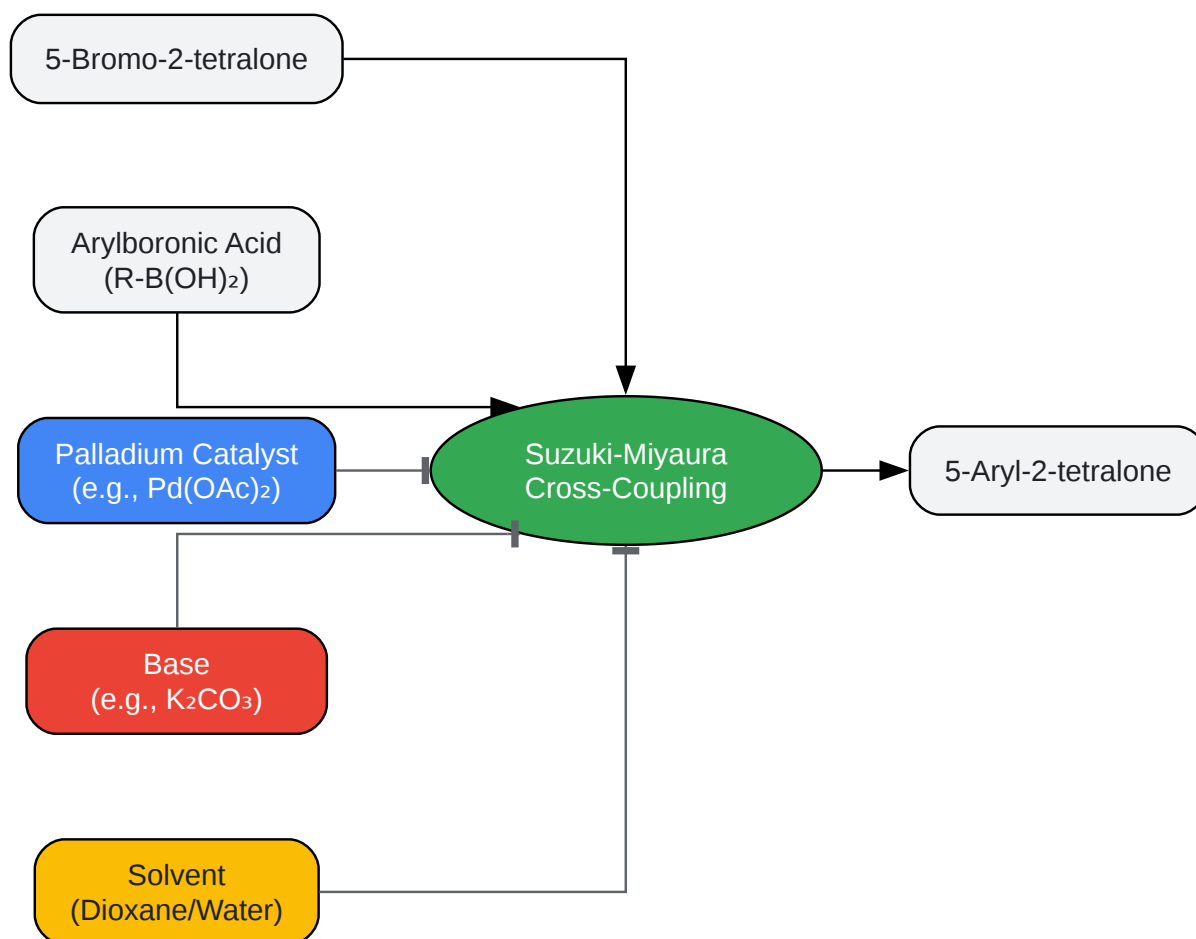 5-Bromo-2-tetralone
Arylboronic Acid
(R-B(OH)₂)
Palladium Catalyst
(e.g., Pd(OAc)₂)
Suzuki-Miyaura
Cross-Coupling
5-Aryl-2-tetralone
Base
(e.g., K₂CO₃)
Solvent
(Dioxane/Water)